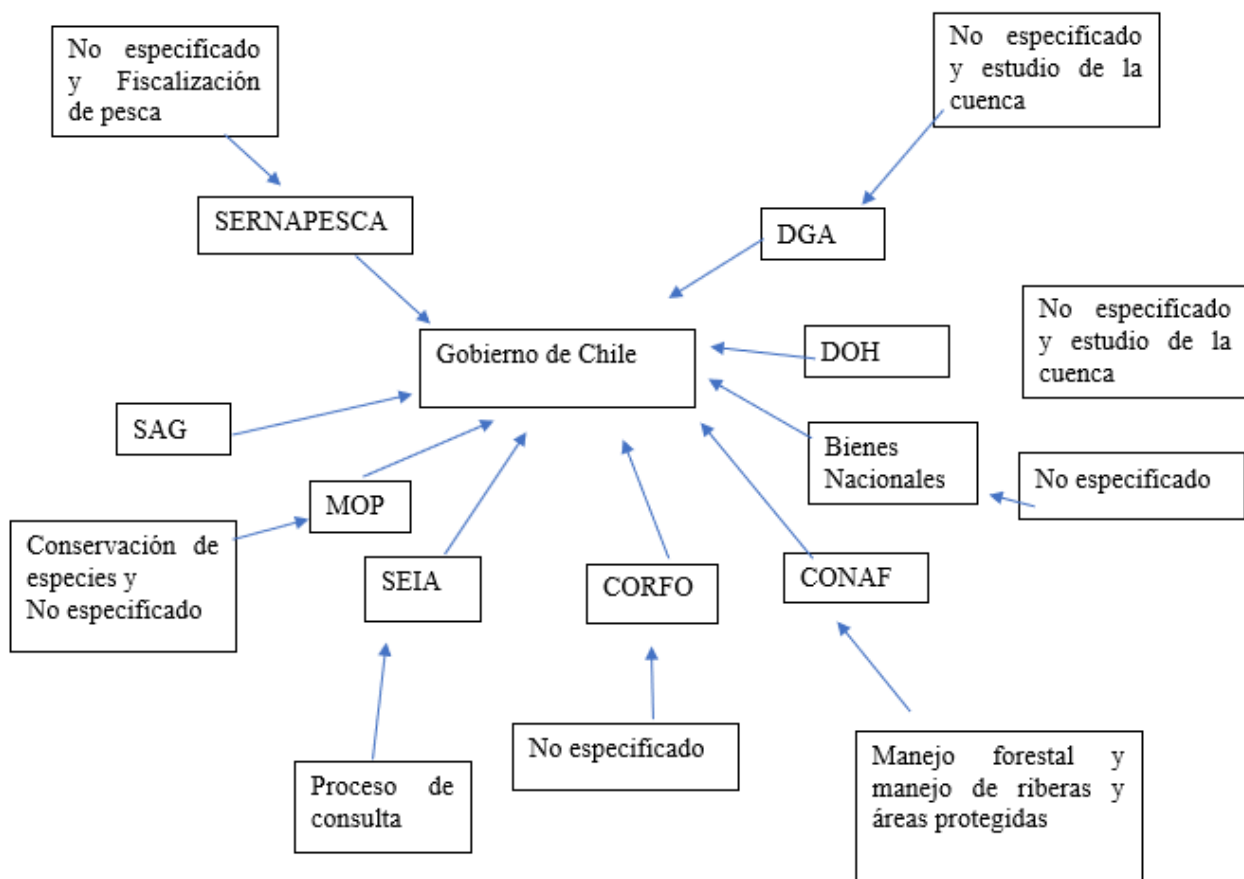 No especificado
y Fiscalización
de pesca
No especificado
y estudio de la
cuenca
SERNAPESCA
DGA
No especificado
y estudio de la
cuenca
Gobierno de Chile
DOH
SAG
Bienes
Nacionales
No especificado
MOP
Conservación de
especies y
No especificado
SEIA
CORFO
CONAF
No especificado
Proceso de
consulta
Manejo forestal y
manejo de riberas y
áreas protegidas